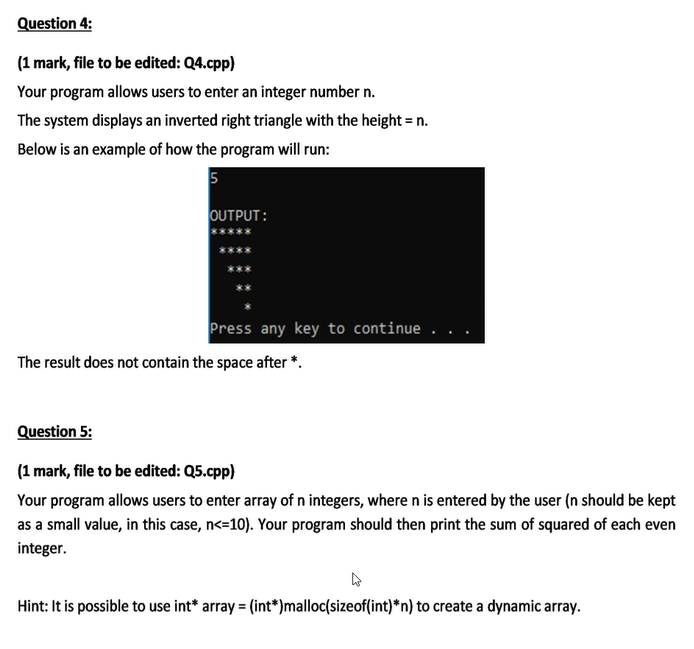 Question 4:
(1 mark, file to be edited: Q4.cpp)
Your program allows users to enter an integer number n.
The system displays an inverted right triangle with the height = n.
Below is an example of how the program will run:
5
OUTPUT:
*****
 ****
  ***
   **
    *
Press any key to continue . . .
The result does not contain the space after *.
Question 5:
(1 mark, file to be edited: Q5.cpp)
Your program allows users to enter array of n integers, where n is entered by the user (n should be kept
as a small value, in this case, n<=10). Your program should then print the sum of squared of each even
integer.
Hint: It is possible to use int* array = (int*)malloc(sizeof(int)*n) to create a dynamic array.